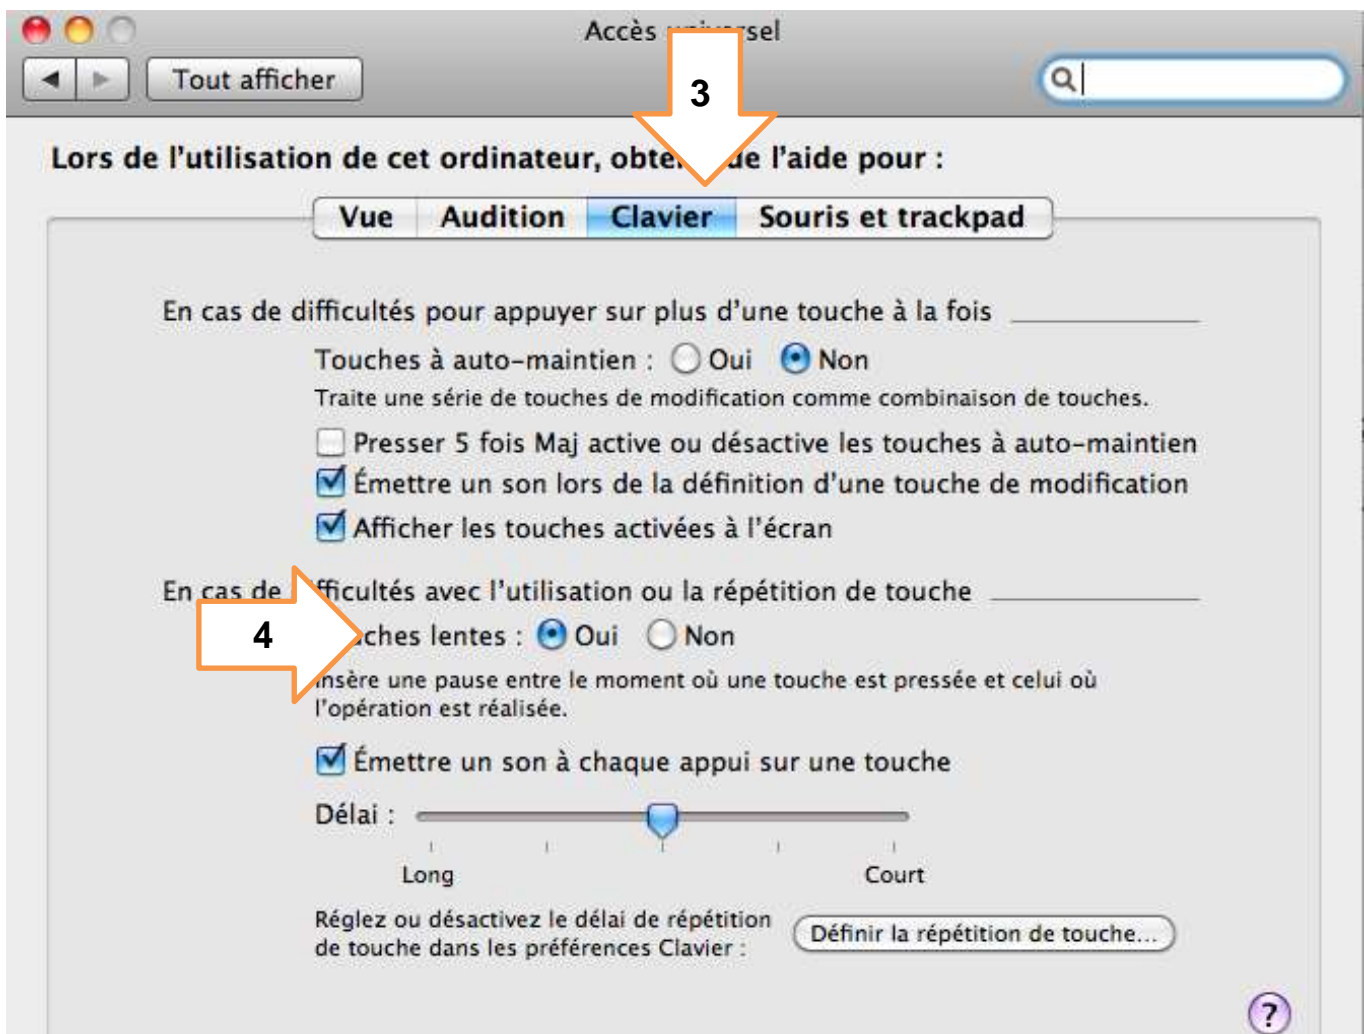 Accès
3
Tout afficher
Lors de l'utilisation de cet ordinateur, de l'aide pour :
Vue Audition Clavier Souris et trackpad
En cas de difficultés pour appuyer sur plus d'une touche à la fois
Touches à auto-maintien : Oui Non
Traite une série de touches de modification comme combinaison de touches.
Presser 5 fois Maj active ou désactive les touches à auto-maintien
Émettre un son lors de la définition d'une touche de modification
Afficher les touches activées à l'écran
En cas de difficultés avec l'utilisation ou la répétition de touche
4
lentes : Oui Non
Insère une pause entre le moment où une touche est pressée et celui où
l'opération est réalisée.
Émettre un son à chaque appui sur une touche
Délai :
Long Court
Réglez ou désactivez le délai de répétition
de touche dans les préférences Clavier :
Définir la répétition de touche...
?